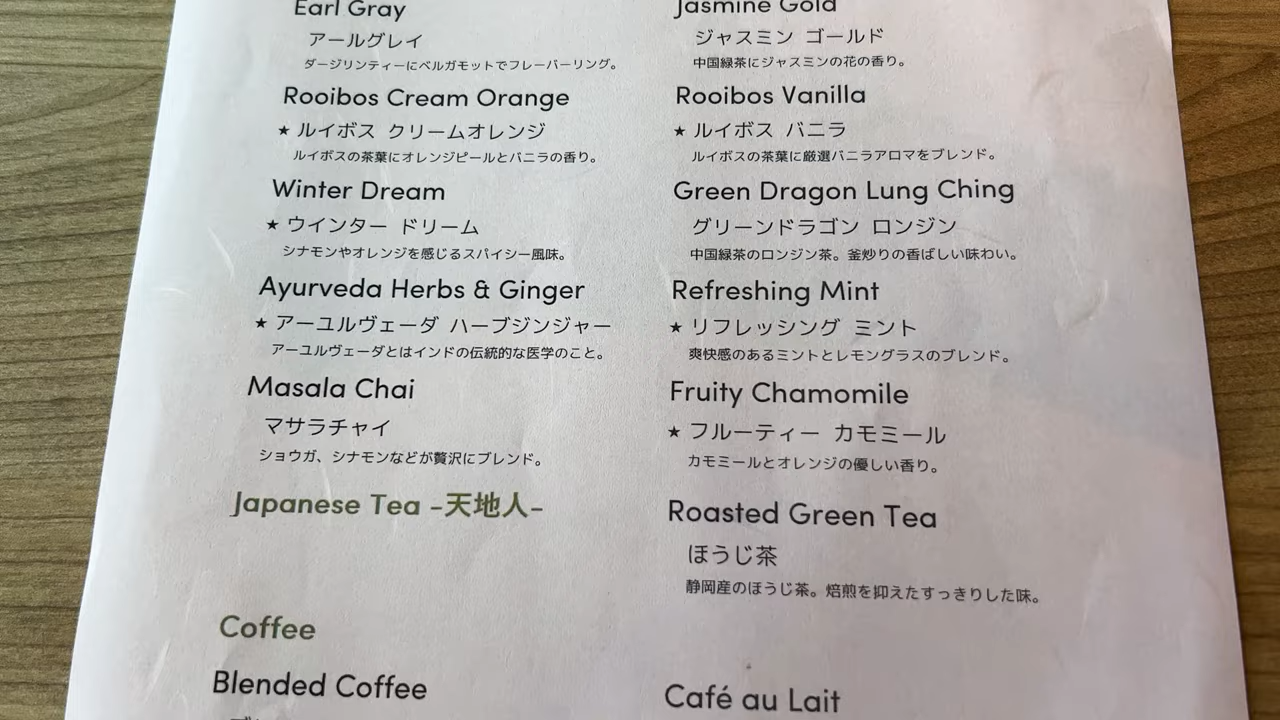 Earl Gray
アールグレイ
ダージリンティーにベルガモットでフレーバーリング。
Rooibos Cream Orange
★ ルイボス クリームオレンジ
ルイボスの茶葉にオレンジピールとバニラの香り。
Winter Dream
★ ウインター ドリーム
シナモンやオレンジを感じるスパイシー風味。
Ayurveda Herbs & Ginger
★ アーユルヴェーダ ハーブジンジャー
アーユルヴェーダとはインドの伝統的な医学のこと。
Masala Chai
マサラチャイ
ショウガ、シナモンなどが贅沢にブレンド。
Jasmine Gold
ジャスミン ゴールド
中国緑茶にジャスミンの花の香り。
Rooibos Vanilla
★ ルイボス バニラ
ルイボスの茶葉に厳選バニラアロマをブレンド。
Green Dragon Lung Ching
グリーンドラゴン ロンジン
中国緑茶のロンジン茶。釜炒りの香ばしい味わい。
Refreshing Mint
★ リフレッシング ミント
爽快感のあるミントとレモングラスのブレンド。
Fruity Chamomile
★ フルーティー カモミール
カモミールとオレンジの優しい香り。
Japanese Tea -天地人-
Roasted Green Tea
ほうじ茶
静岡産のほうじ茶。焙煎を抑えたすっきりした味。
Coffee
Blended Coffee
Café au Lait